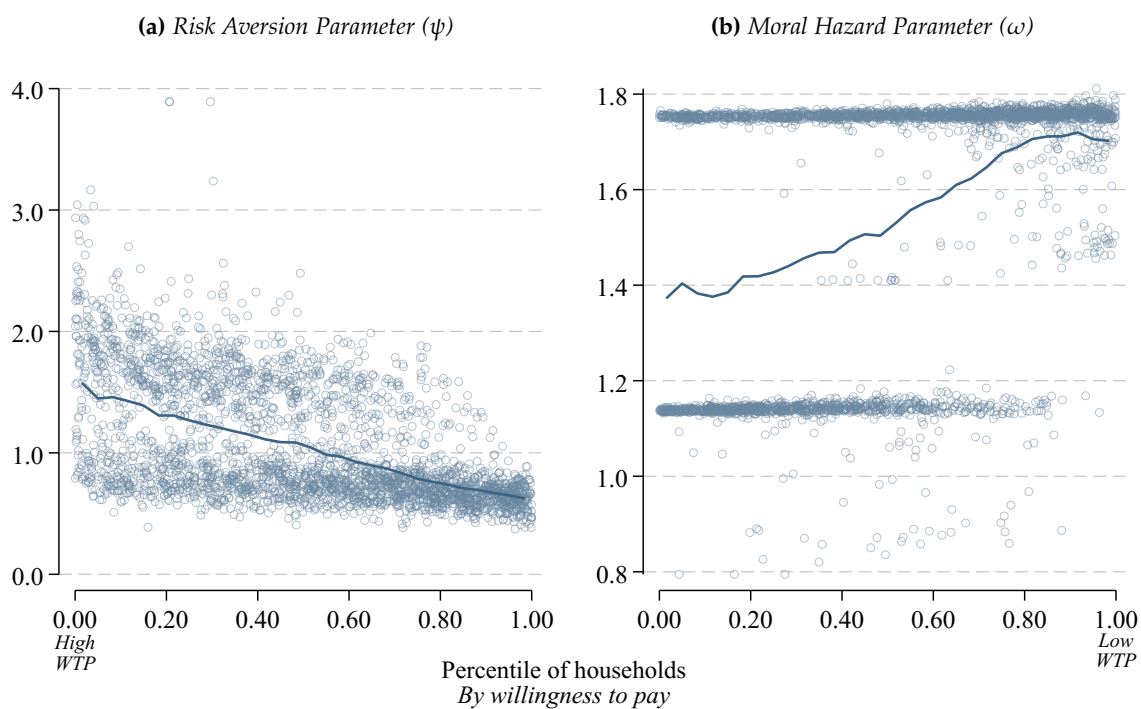 (a) Risk Aversion Parameter (ψ)
4.0
3.0
2.0
1.0
0.0
0.00 0.20 0.40 0.60 0.80 1.00
High
WTP
(b) Moral Hazard Parameter (ω)
1.8
1.6
1.4
1.2
1.0
0.8
0.00 0.20 0.40 0.60 0.80 1.00
Low
WTP
Percentile of households
By willingness to pay